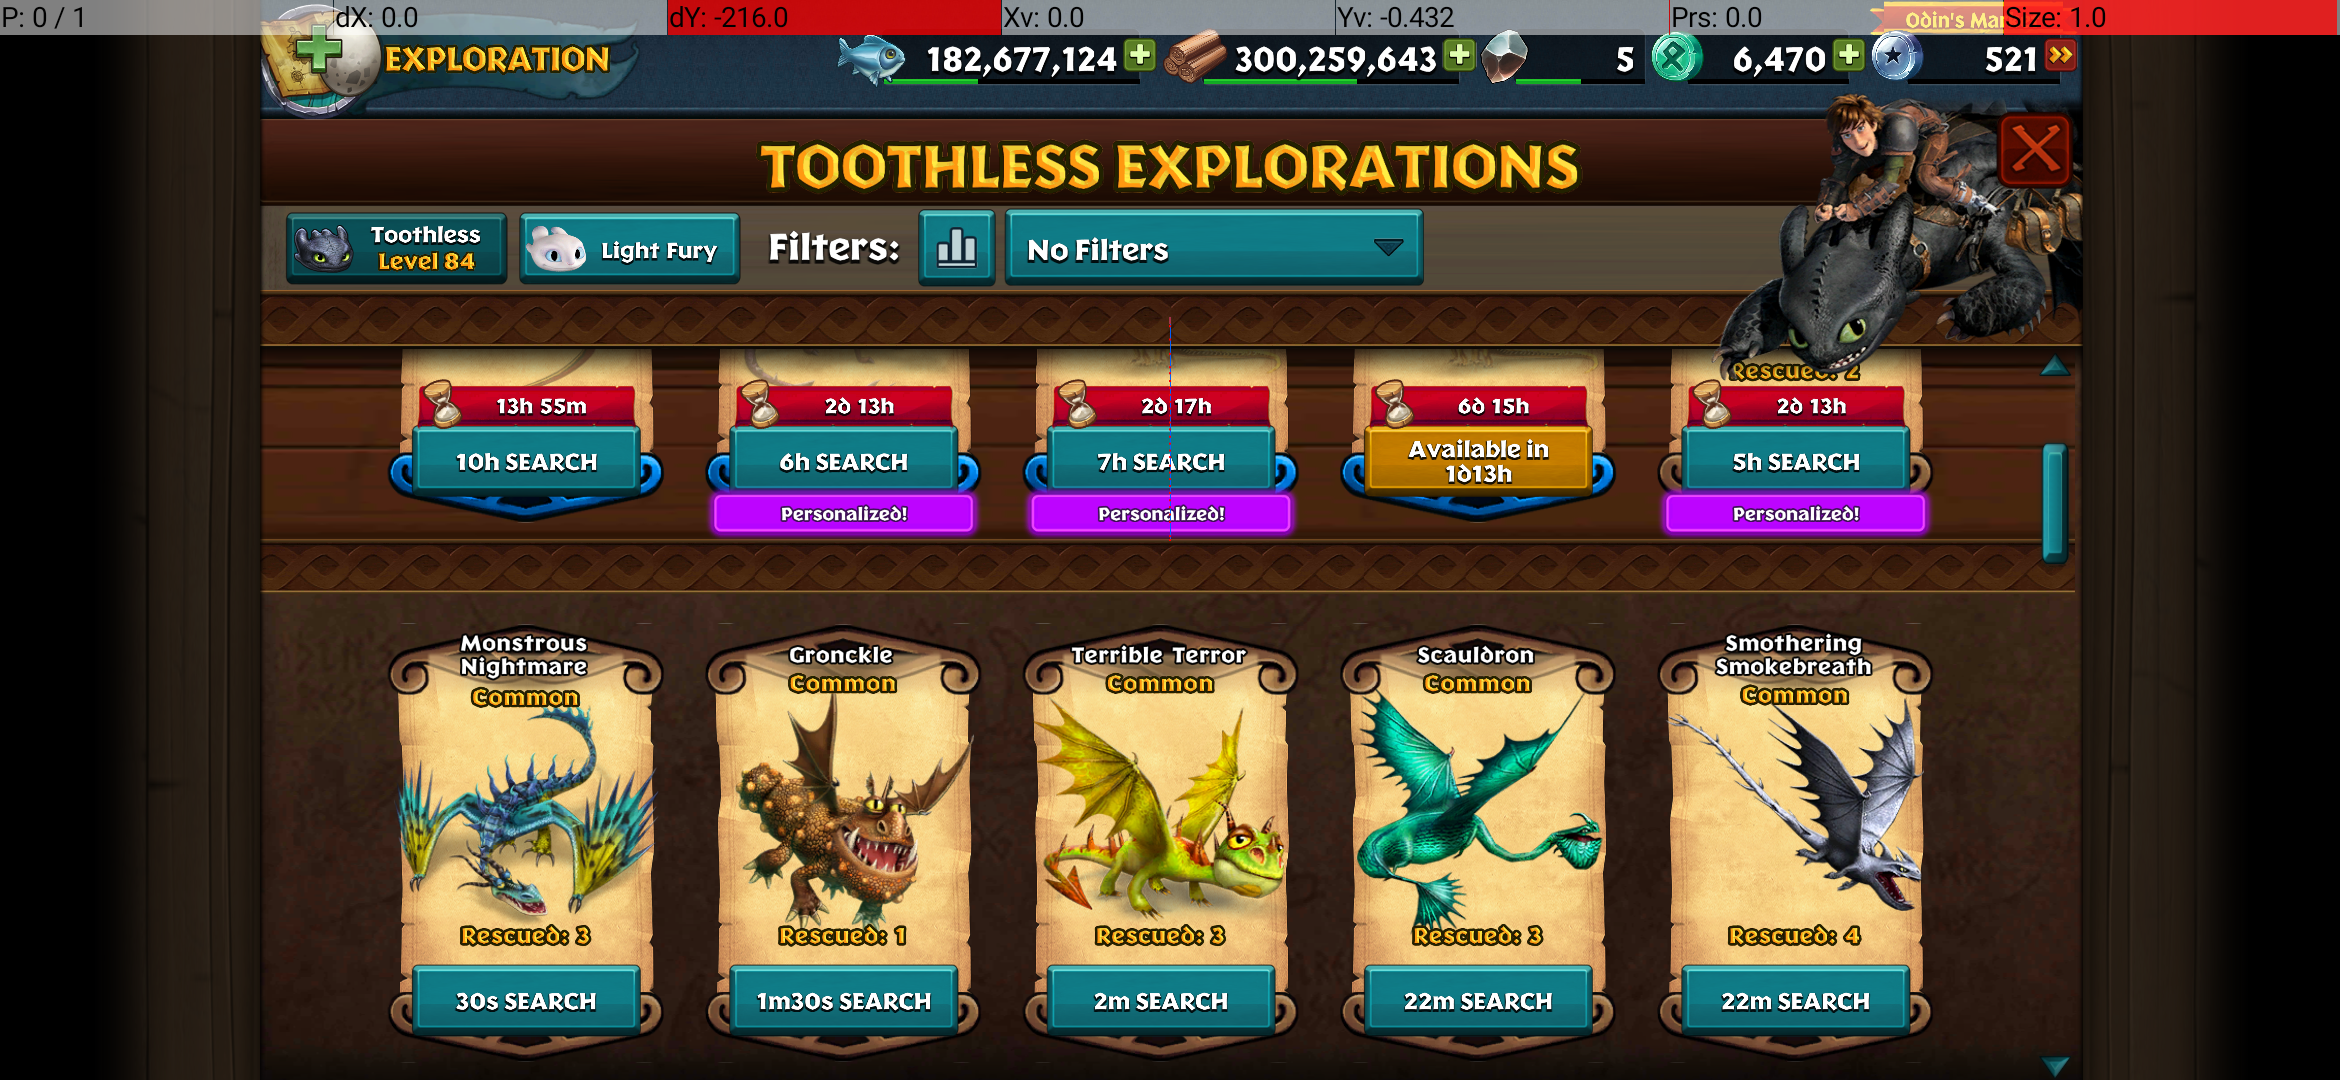 P: 0 / 1
dX: 0.0
dY: -216.0
Xv: 0.0
Yv: -0.432
Prs: 0.0
Size: 1.0
Odin's Mar
EXPLORATION
182,677,124
300,259,643
5
6,470
521
TOOTHLESS EXPLORATIONS
Toothless
Level 84
Light Fury
Filters:
No Filters
Rescued: 2
13h 55m
2d 13h
2d 17h
6d 15h
2d 13h
10h SEARCH
6h SEARCH
7h SEARCH
Available in
1d13h
5h SEARCH
Personalized!
Personalized!
Personalized!
Monstrous
Nightmare
Common
Rescued: 3
30s SEARCH
Gronckle
Common
Rescued: 1
1m30s SEARCH
Terrible Terror
Common
Rescued: 3
2m SEARCH
Scauldron
Common
Rescued: 3
22m SEARCH
Smothering
Smokebreath
Common
Rescued: 4
22m SEARCH